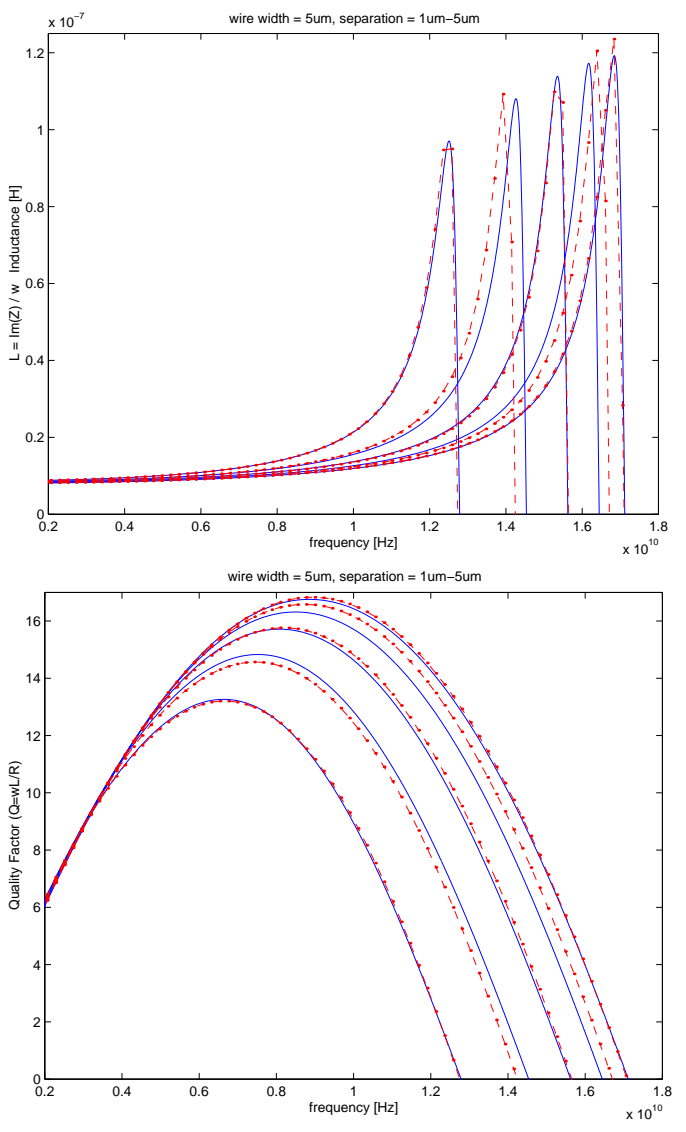 wire width = 5um, separation = 1um−5um
x 10⁻⁷
1.2
1
0.8
0.6
0.4
0.2
0
L = Im(Z) / w   Inductance [H]
0.2 0.4 0.6 0.8 1 1.2 1.4 1.6 1.8
frequency [Hz]
x 10¹⁰
wire width = 5um, separation = 1um−5um
16
14
12
10
8
6
4
2
0
Quality Factor (Q=wL/R)
0.2 0.4 0.6 0.8 1 1.2 1.4 1.6 1.8
frequency [Hz]
x 10¹⁰